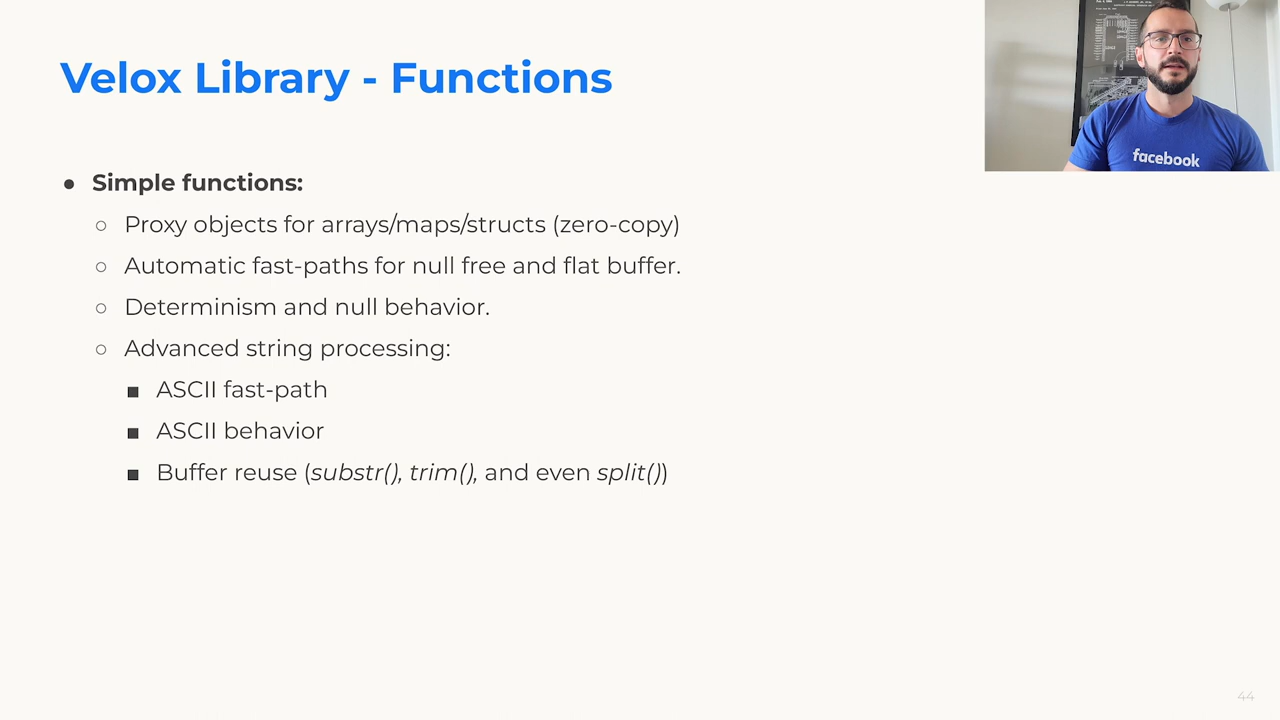 Velox Library - Functions
● Simple functions:
○ Proxy objects for arrays/maps/structs (zero-copy)
○ Automatic fast-paths for null free and flat buffer.
○ Determinism and null behavior.
○ Advanced string processing:
■ ASCII fast-path
■ ASCII behavior
■ Buffer reuse (substr(), trim(), and even split())
facebook
44